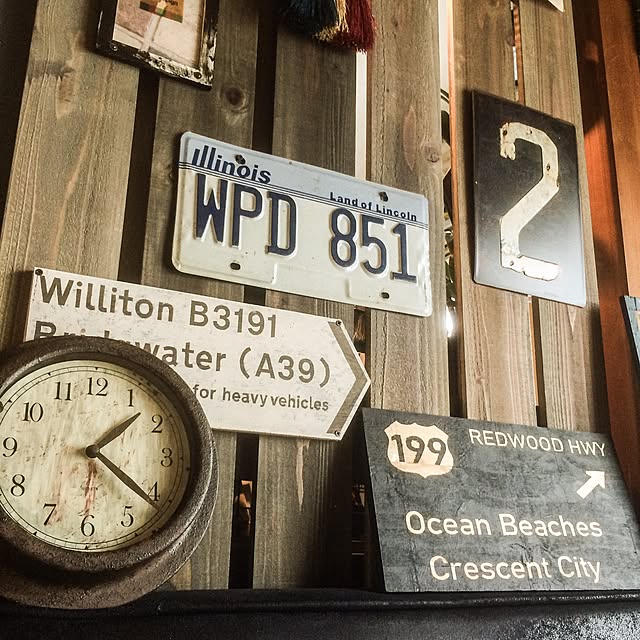 Illinois
Land of Lincoln
WPD 851
2
Williton B3191
Bridgwater (A39)
for heavy vehicles
12
1
2
3
4
5
6
7
8
9
10
11
199
REDWOOD HWY
Ocean Beaches
Crescent City